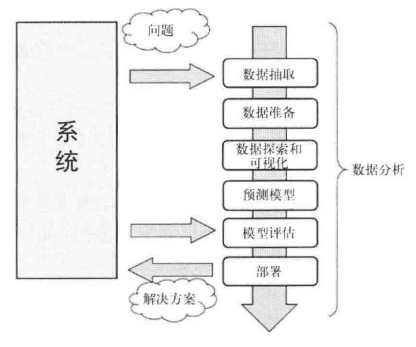 问题
数据抽取
数据准备
系
统
数据探索和
可视化
数据分析
预测模型
模型评估
部署
解决方案